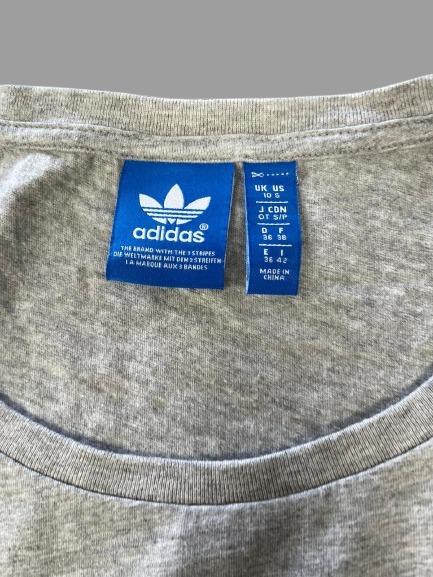 adidas®
THE BRAND WITH THE 3 STRIPES
DIE WELTMARKE MIT DEN 3 STREIFEN
LA MARQUE AUX 3 BANDES
UK US
10 S
J CDN
OT S/P
D F
36 38
E I
36 42
MADE IN
CHINA